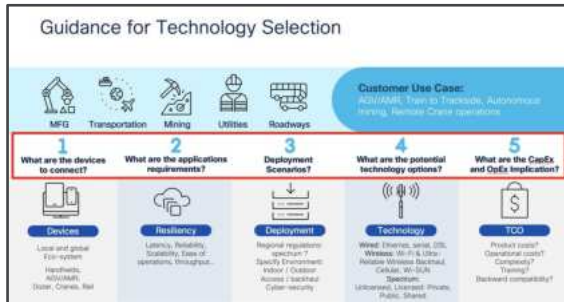 Guidance for Technology Selection
MFG
Transportation
Mining
Utilities
Roadways
Customer Use Case:
AGV/AMR, Train to Trackside, Autonomous
mining, Remote Crane operations
1
What are the devices
to connect?
2
What are the applications
requirements?
3
Deployment
Scenarios?
4
What are the potential
technology options?
5
What are the CapEx
and OpEx Implication?
Devices
Local and global
Eco-system
Handhelds,
AGV/AMR,
Dozer, Cranes, Rail
Resiliency
Latency, Reliability,
Scalability, Ease of
operations, throughput..
Deployment
Regional regulations:
spectrum ?
Specify Environment:
Indoor / Outdoor
Access / backhaul
Cyber-security
Technology
Wired: Ethernet, serial, DSL
Wireless: Wi-Fi & Ultra-
Reliable Wireless Backhaul,
Cellular, Wi-SUN
Spectrum:
Unlicensed, Licensed: Private,
Public, Shared
TCO
Product costs?
Operational costs?
Complexity?
Training?
Backward compatibility?